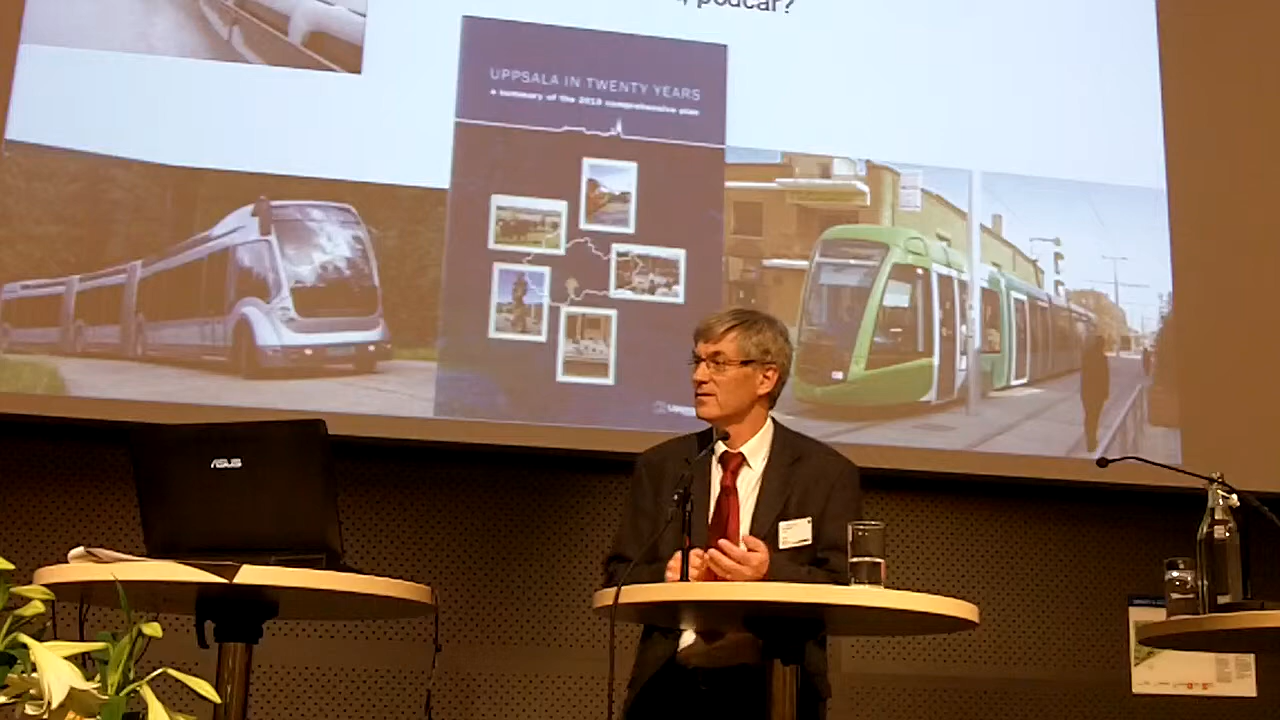 podcar?
UPPSALA IN TWENTY YEARS
a summary of the 2010 comprehensive plan
ASUS